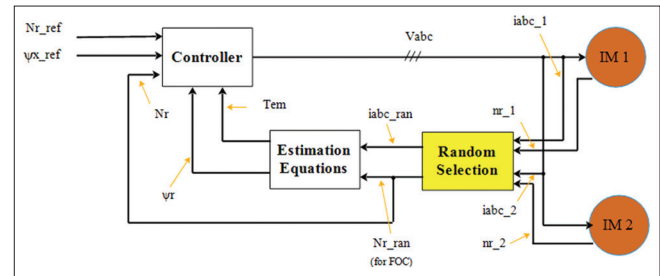 Nr_ref
ψx_ref
Controller
Vabc
iabc_1
IM 1
Nr
Tem
iabc_ran
nr_1
Estimation
Equations
Random
Selection
ψr
Nr_ran
(for FOC)
iabc_2
nr_2
IM 2